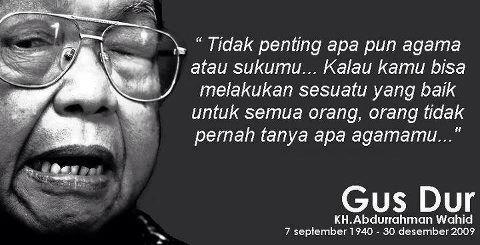 “ Tidak penting apa pun agama
atau sukumu... Kalau kamu bisa
melakukan sesuatu yang baik
untuk semua orang, orang tidak
pernah tanya apa agamamu..."
Gus Dur
KH.Abdurrahman Wahid
7 september 1940 - 30 desember 2009